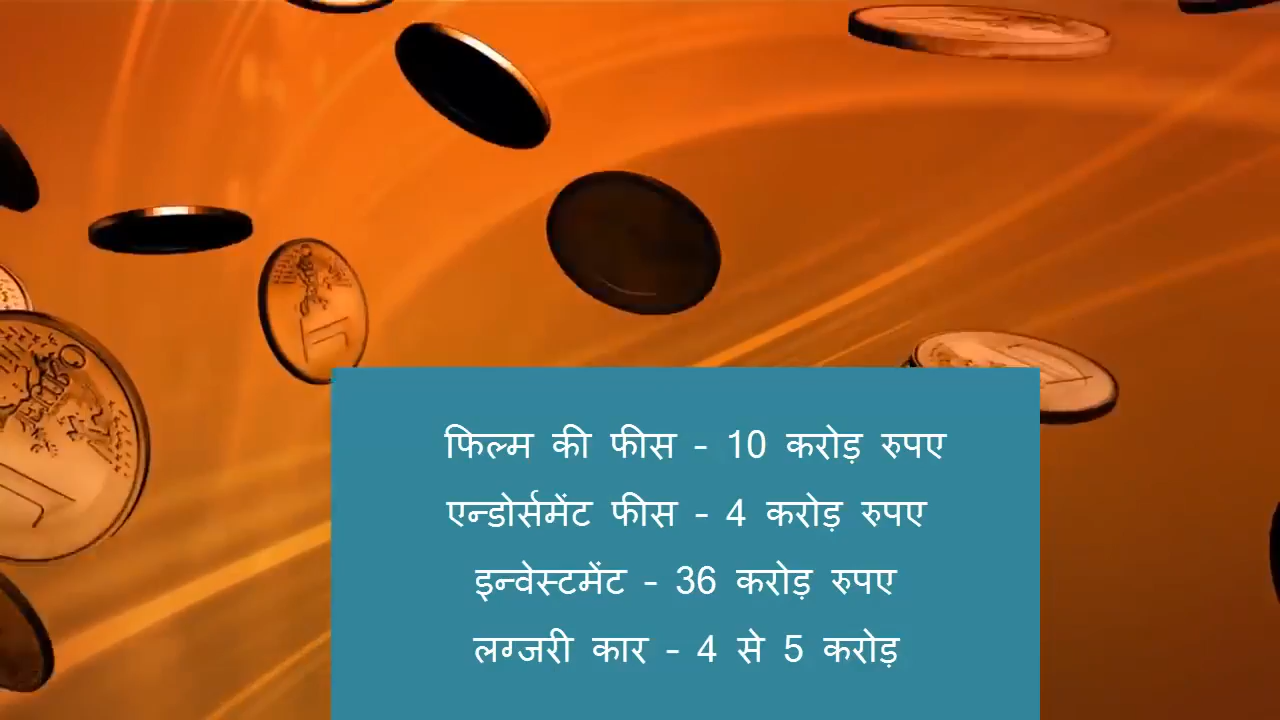 फिल्म की फीस - 10 करोड़ रुपए
एन्डोर्समेंट फीस - 4 करोड़ रुपए
इन्वेस्टमेंट - 36 करोड़ रुपए
लग्जरी कार - 4 से 5 करोड़